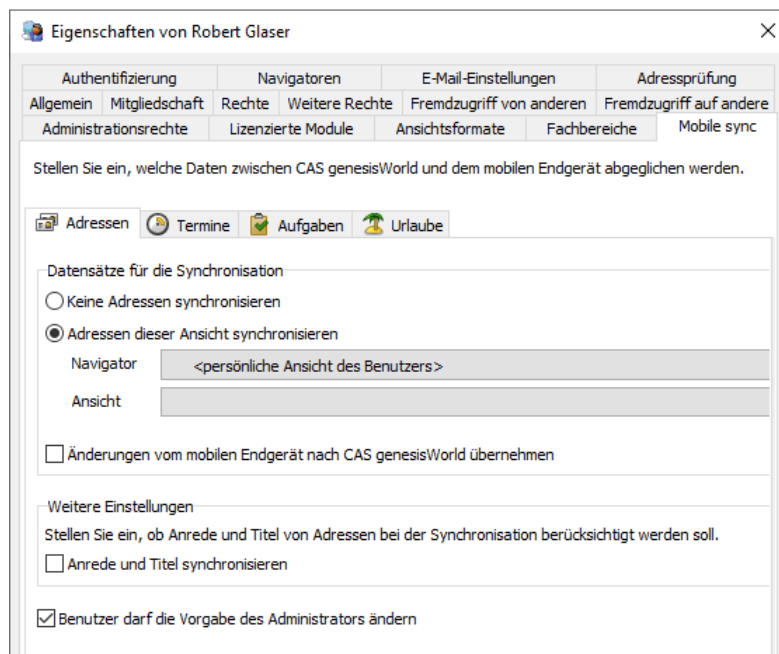 Eigenschaften von Robert Glaser
Authentifizierung Navigatoren E-Mail-Einstellungen Adressprüfung
Allgemein Mitgliedschaft Rechte Weitere Rechte Fremdzugriff von anderen Fremdzugriff auf andere
Administrationsrechte Lizenzierte Module Ansichtsformate Fachbereiche Mobile sync
Stellen Sie ein, welche Daten zwischen CAS genesisWorld und dem mobilen Endgerät abgeglichen werden.
Adressen Termine Aufgaben Urlaube
Datensätze für die Synchronisation
Keine Adressen synchronisieren
Adressen dieser Ansicht synchronisieren
Navigator <persönliche Ansicht des Benutzers>
Ansicht
Änderungen vom mobilen Endgerät nach CAS genesisWorld übernehmen
Weitere Einstellungen
Stellen Sie ein, ob Anrede und Titel von Adressen bei der Synchronisation berücksichtigt werden soll.
Anrede und Titel synchronisieren
Benutzer darf die Vorgabe des Administrators ändern